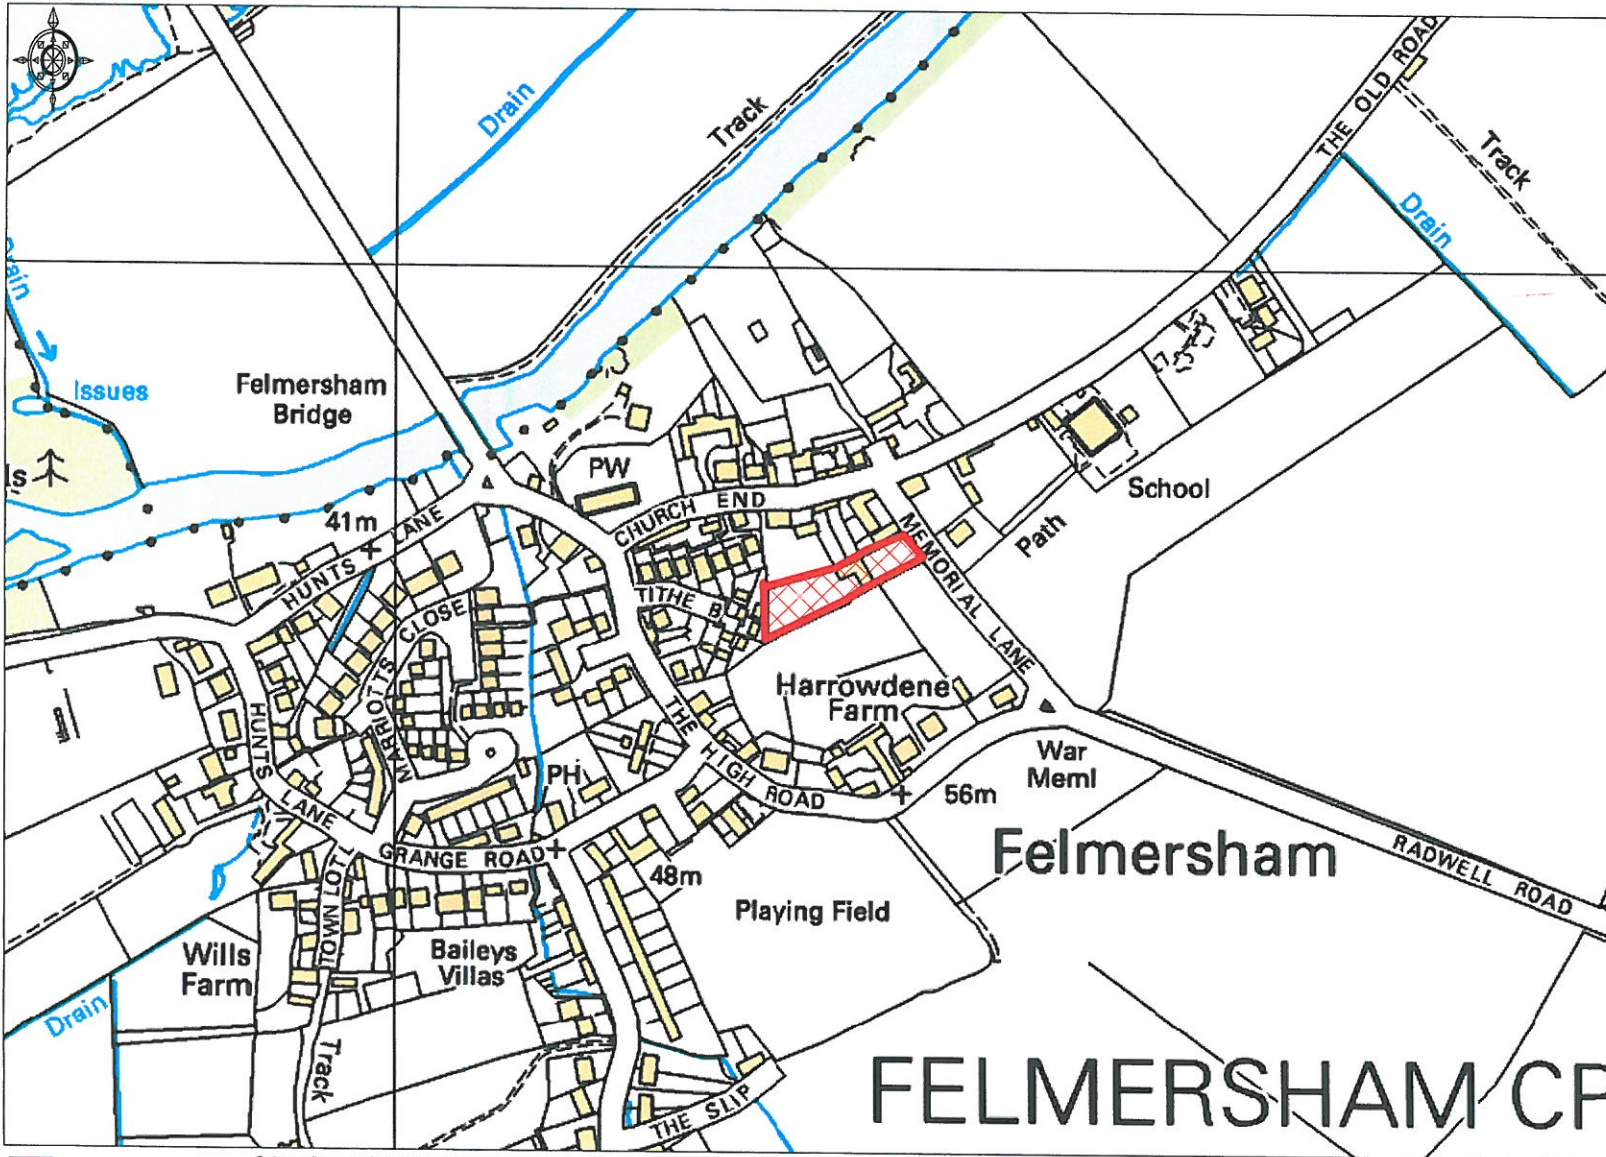 Drain
Track
THE OLD ROAD
Track
Drain
Drain
Issues
Felmersham
Bridge
PW
CHURCH END
School
Path
41m
HUNTS LANE
MEMORIAL LANE
TITHE B
MARRIOTTS CLOSE
Harrowdene
Farm
HUNTS LANE
THE HIGH ROAD
War
Meml
PH
56m
GRANGE ROAD
48m
Felmersham
RADWELL ROAD
TOWN LOT L
Playing Field
Wills
Farm
Baileys
Villas
Drain
Track
THE SLIP
FELMERSHAM CP